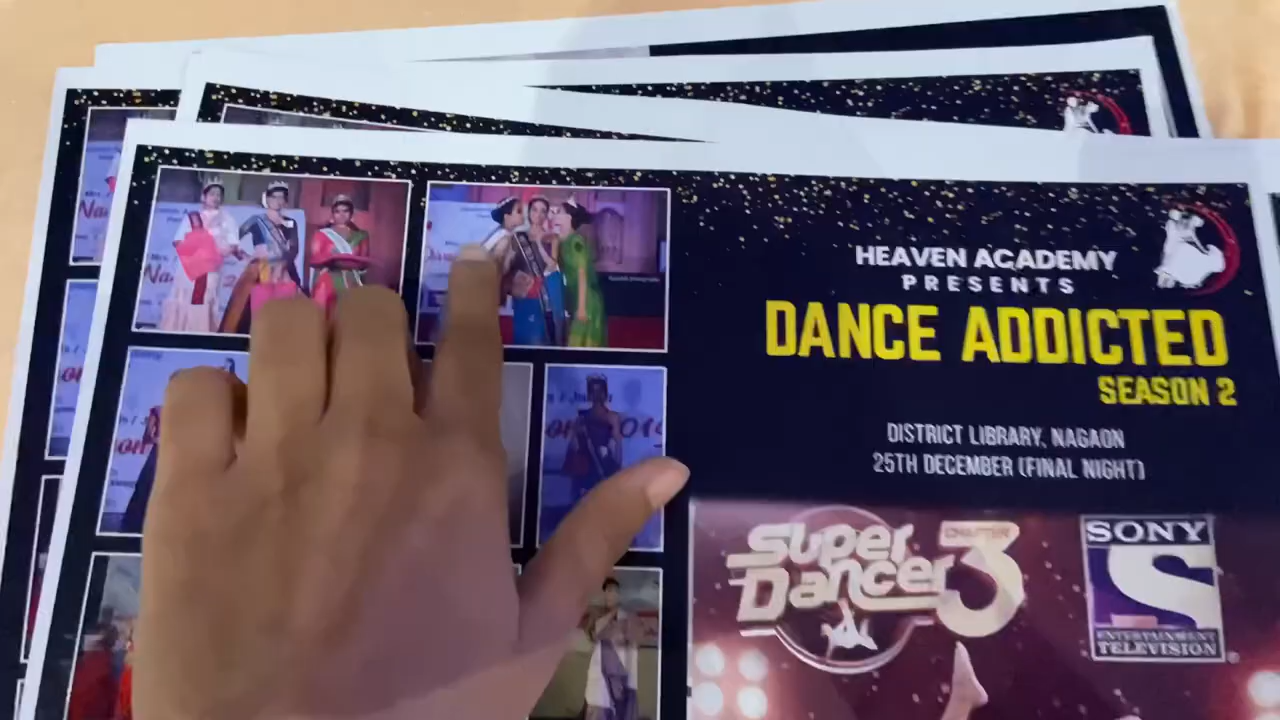 HEAVEN ACADEMY
PRESENTS
DANCE ADDICTED
SEASON 2
DISTRICT LIBRARY, NAGAON
25TH DECEMBER (FINAL NIGHT)
Super
Dancer
CHAPTER
3
SONY
S
ENTERTAINMENT
TELEVISION